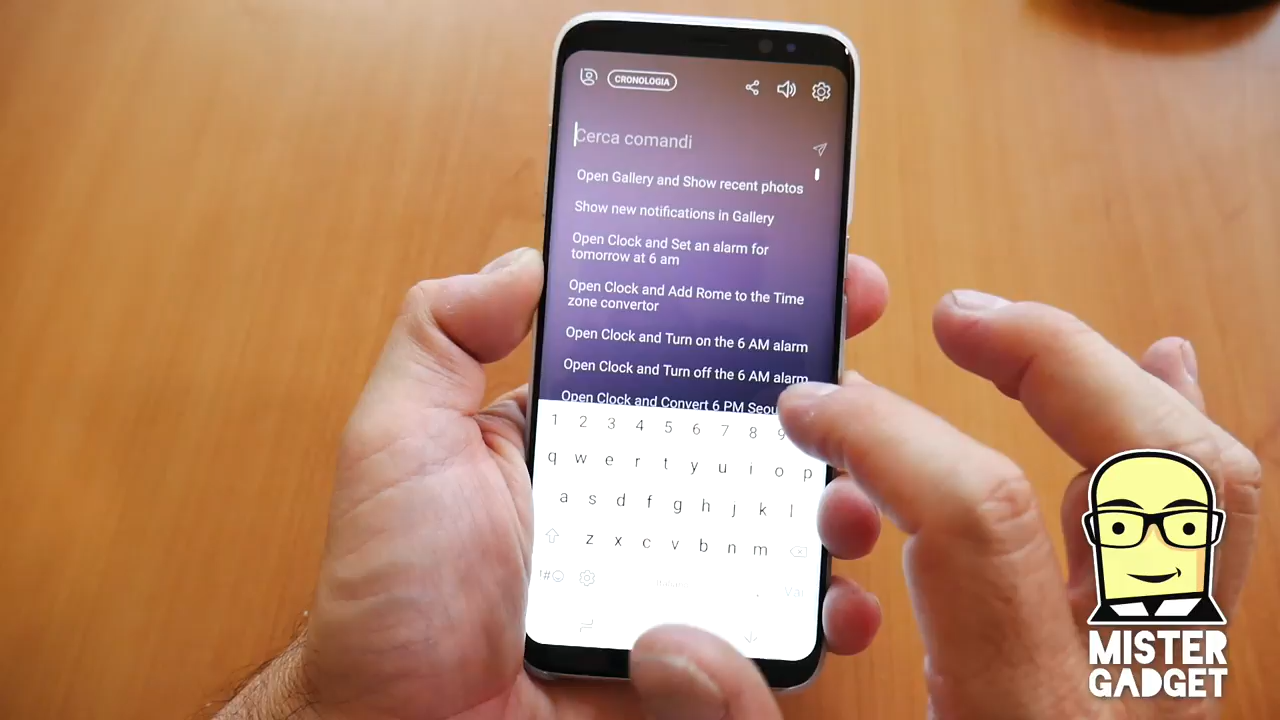 CRONOLOGIA
Cerca comandi
Open Gallery and Show recent photos
Show new notifications in Gallery
Open Clock and Set an alarm for
tomorrow at 6 am
Open Clock and Add Rome to the Time
zone convertor
Open Clock and Turn on the 6 AM alarm
Open Clock and Turn off the 6 AM alarm
Open Clock and Convert 6 PM
1 2 3 4 5 6 7 8 9
q w e r t y u i o p
a s d f g h j k l
z x c v b n m
!#
. Vai
MISTER
GADGET